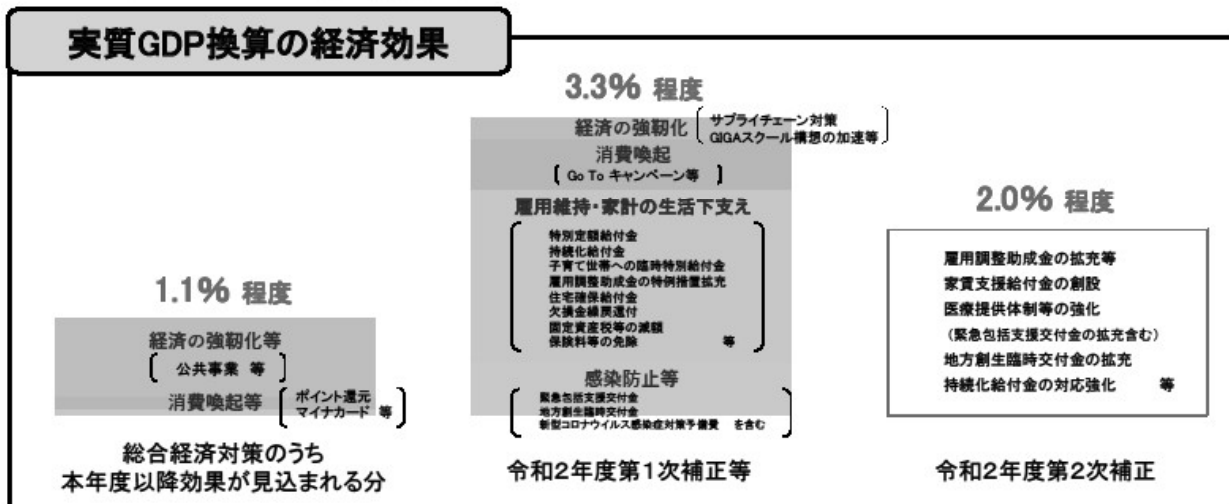 実質GDP換算の経済効果
1.1% 程度
経済の強靭化等
公共事業 等
消費喚起等
ポイント還元
マイナカード 等
総合経済対策のうち
本年度以降効果が見込まれる分
3.3% 程度
経済の強靭化
サプライチェーン対策
GIGAスクール構想の加速等
消費喚起
【 Go To キャンペーン等 】
雇用維持・家計の生活下支え
特別定額給付金
持続化給付金
子育て世帯への臨時特別給付金
雇用調整助成金の特例措置拡充
住宅確保給付金
欠損金繰戻還付
固定資産税等の減額
保険料等の免除 等
感染防止等
緊急包括支援交付金
地方創生臨時交付金
新型コロナウイルス感染症対策予備費 を含む
令和2年度第1次補正等
2.0% 程度
雇用調整助成金の拡充等
家賃支援給付金の創設
医療提供体制等の強化
(緊急包括支援交付金の拡充含む)
地方創生臨時交付金の拡充
持続化給付金の対応強化 等
令和2年度第2次補正